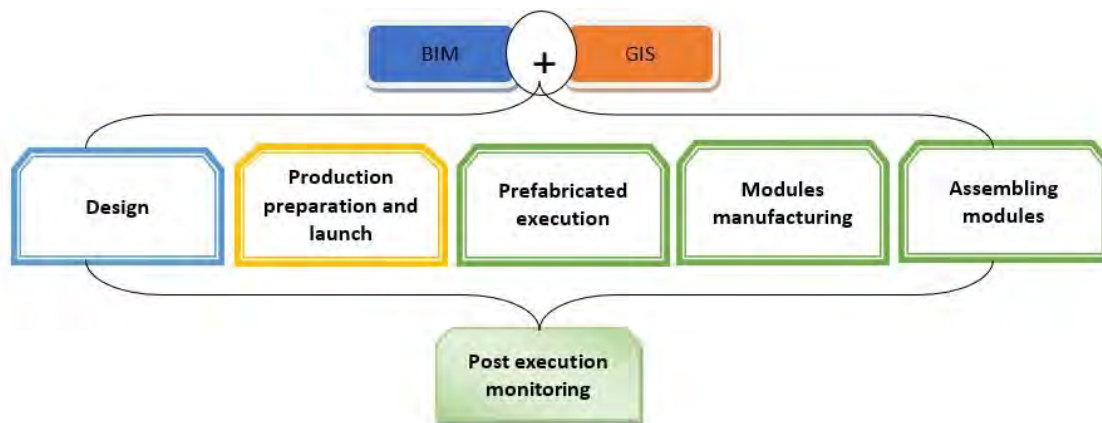 BIM
+
GIS
Design
Production
preparation and
launch
Prefabricated
execution
Modules
manufacturing
Assembling
modules
Post execution
monitoring